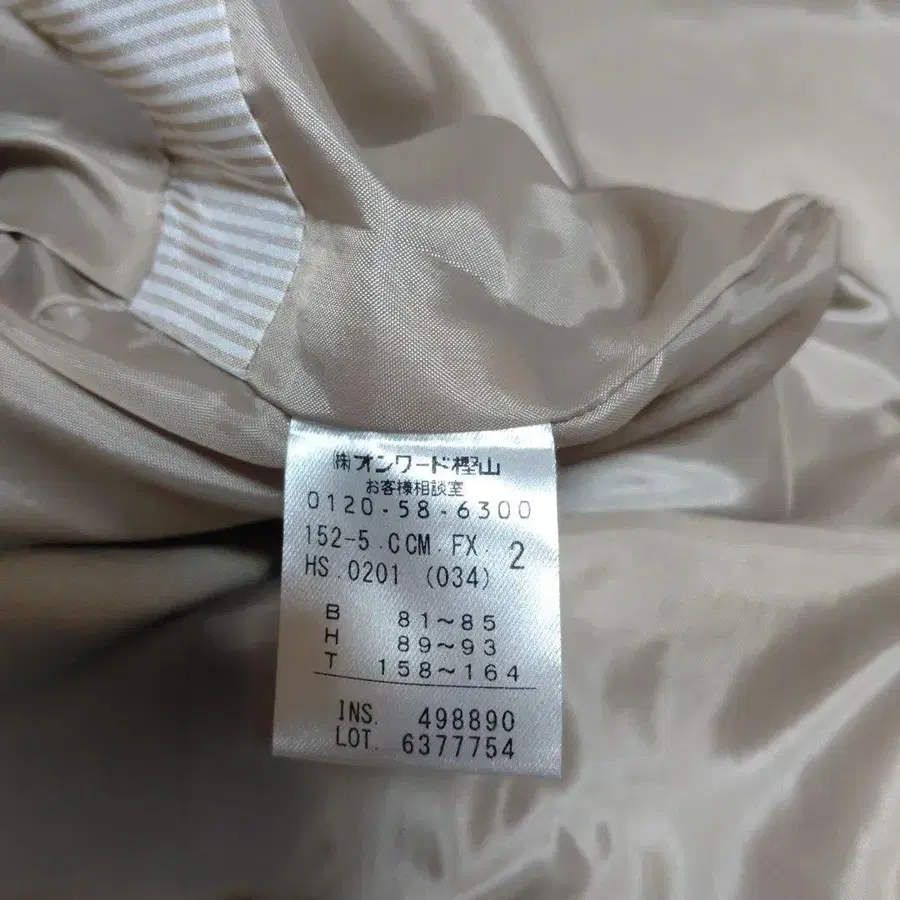 ㈱オンワード樫山
お客様相談室
0120-58-6300
152-5.CCM.FX. 2
HS.0201 (034)
B 81~85
H 89~93
T 158~164
INS. 498890
LOT. 6377754